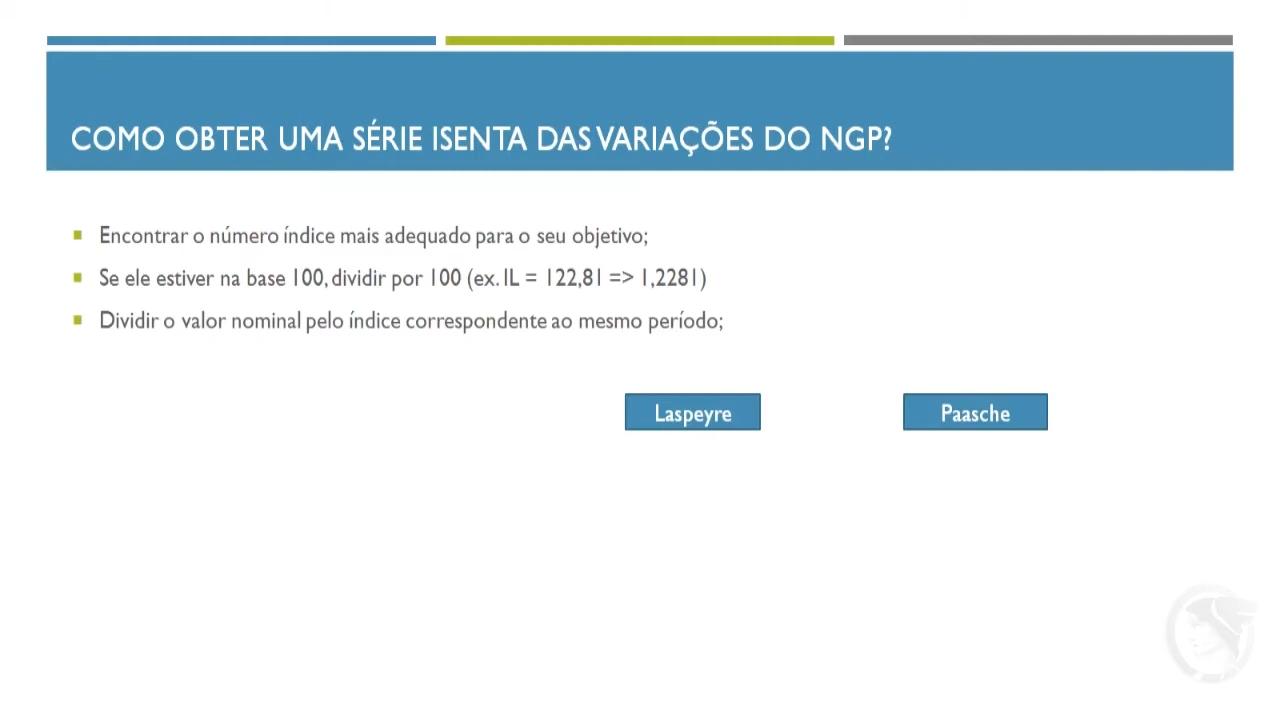 COMO OBTER UMA SÉRIE ISENTA DAS VARIAÇÕES DO NGP?
Encontrar o número índice mais adequado para o seu objetivo;
Se ele estiver na base 100, dividir por 100 (ex. IL = 122,81 => 1,2281)
Dividir o valor nominal pelo índice correspondente ao mesmo período;
Laspeyre
Paasche